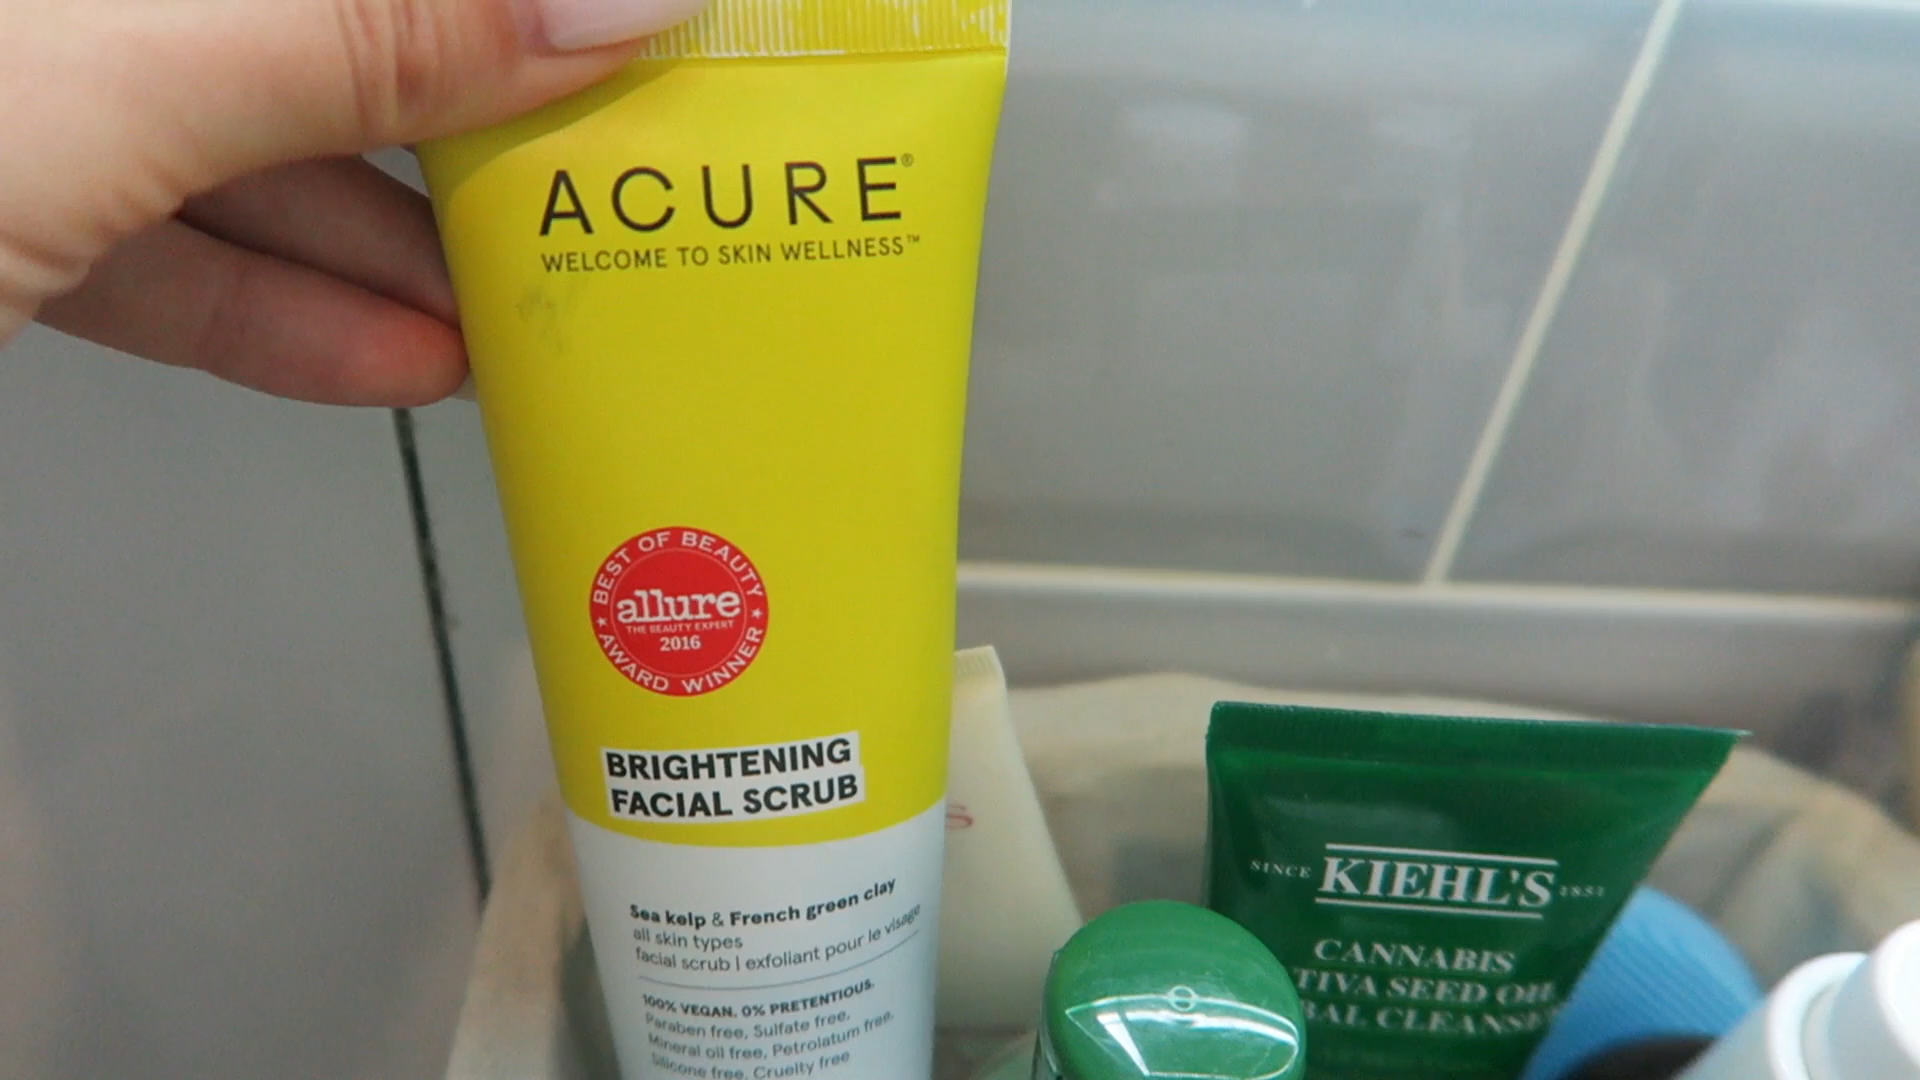 ACURE®
WELCOME TO SKIN WELLNESS™
BEST OF BEAUTY
allure
THE BEAUTY EXPERT
2016
AWARD WINNER
BRIGHTENING
FACIAL SCRUB
Sea kelp & French green clay
all skin types
facial scrub | exfoliant pour le visage
100% VEGAN. 0% PRETENTIOUS.
Paraben free, Sulfate free,
Mineral oil free, Petrolatum free,
Silicone free, Cruelty free
SINCE KIEHL'S 1851
CANNABIS
TIVA SEED OIL
BAL CLEANSE